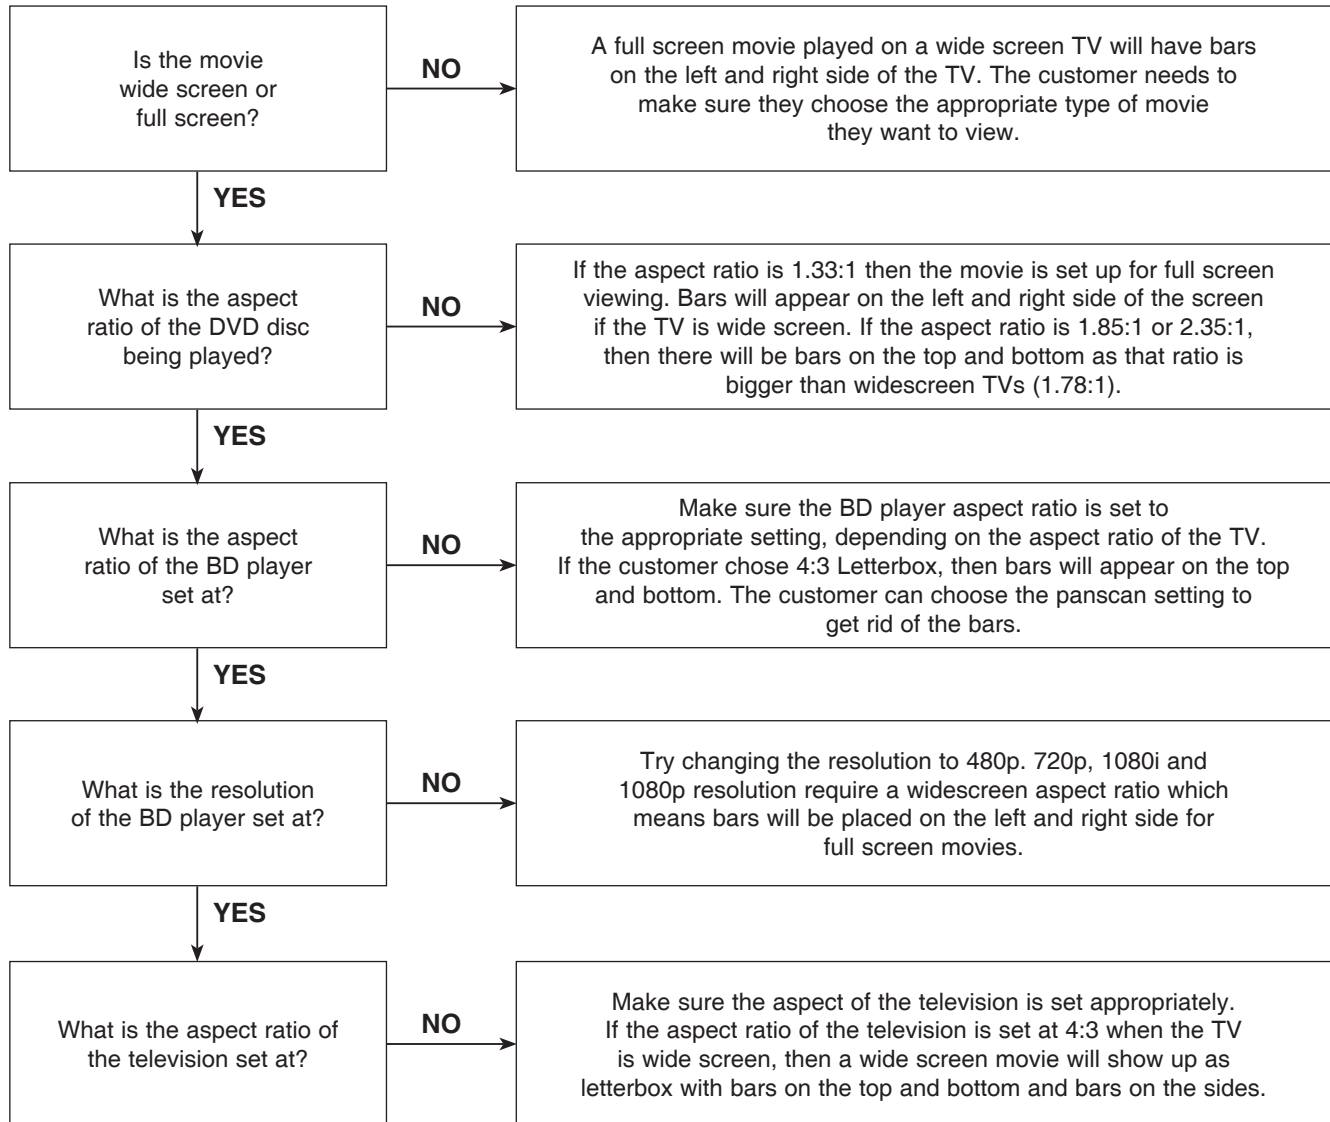 Is the movie
wide screen or
full screen?
NO
A full screen movie played on a wide screen TV will have bars
on the left and right side of the TV. The customer needs to
make sure they choose the appropriate type of movie
they want to view.
YES
What is the aspect
ratio of the DVD disc
being played?
NO
If the aspect ratio is 1.33:1 then the movie is set up for full screen
viewing. Bars will appear on the left and right side of the screen
if the TV is wide screen. If the aspect ratio is 1.85:1 or 2.35:1,
then there will be bars on the top and bottom as that ratio is
bigger than widescreen TVs (1.78:1).
YES
What is the aspect
ratio of the BD player
set at?
NO
Make sure the BD player aspect ratio is set to
the appropriate setting, depending on the aspect ratio of the TV.
If the customer chose 4:3 Letterbox, then bars will appear on the top
and bottom. The customer can choose the panscan setting to
get rid of the bars.
YES
What is the resolution
of the BD player set at?
NO
Try changing the resolution to 480p. 720p, 1080i and
1080p resolution require a widescreen aspect ratio which
means bars will be placed on the left and right side for
full screen movies.
YES
What is the aspect ratio of
the television set at?
NO
Make sure the aspect of the television is set appropriately.
If the aspect ratio of the television is set at 4:3 when the TV
is wide screen, then a wide screen movie will show up as
letterbox with bars on the top and bottom and bars on the sides.